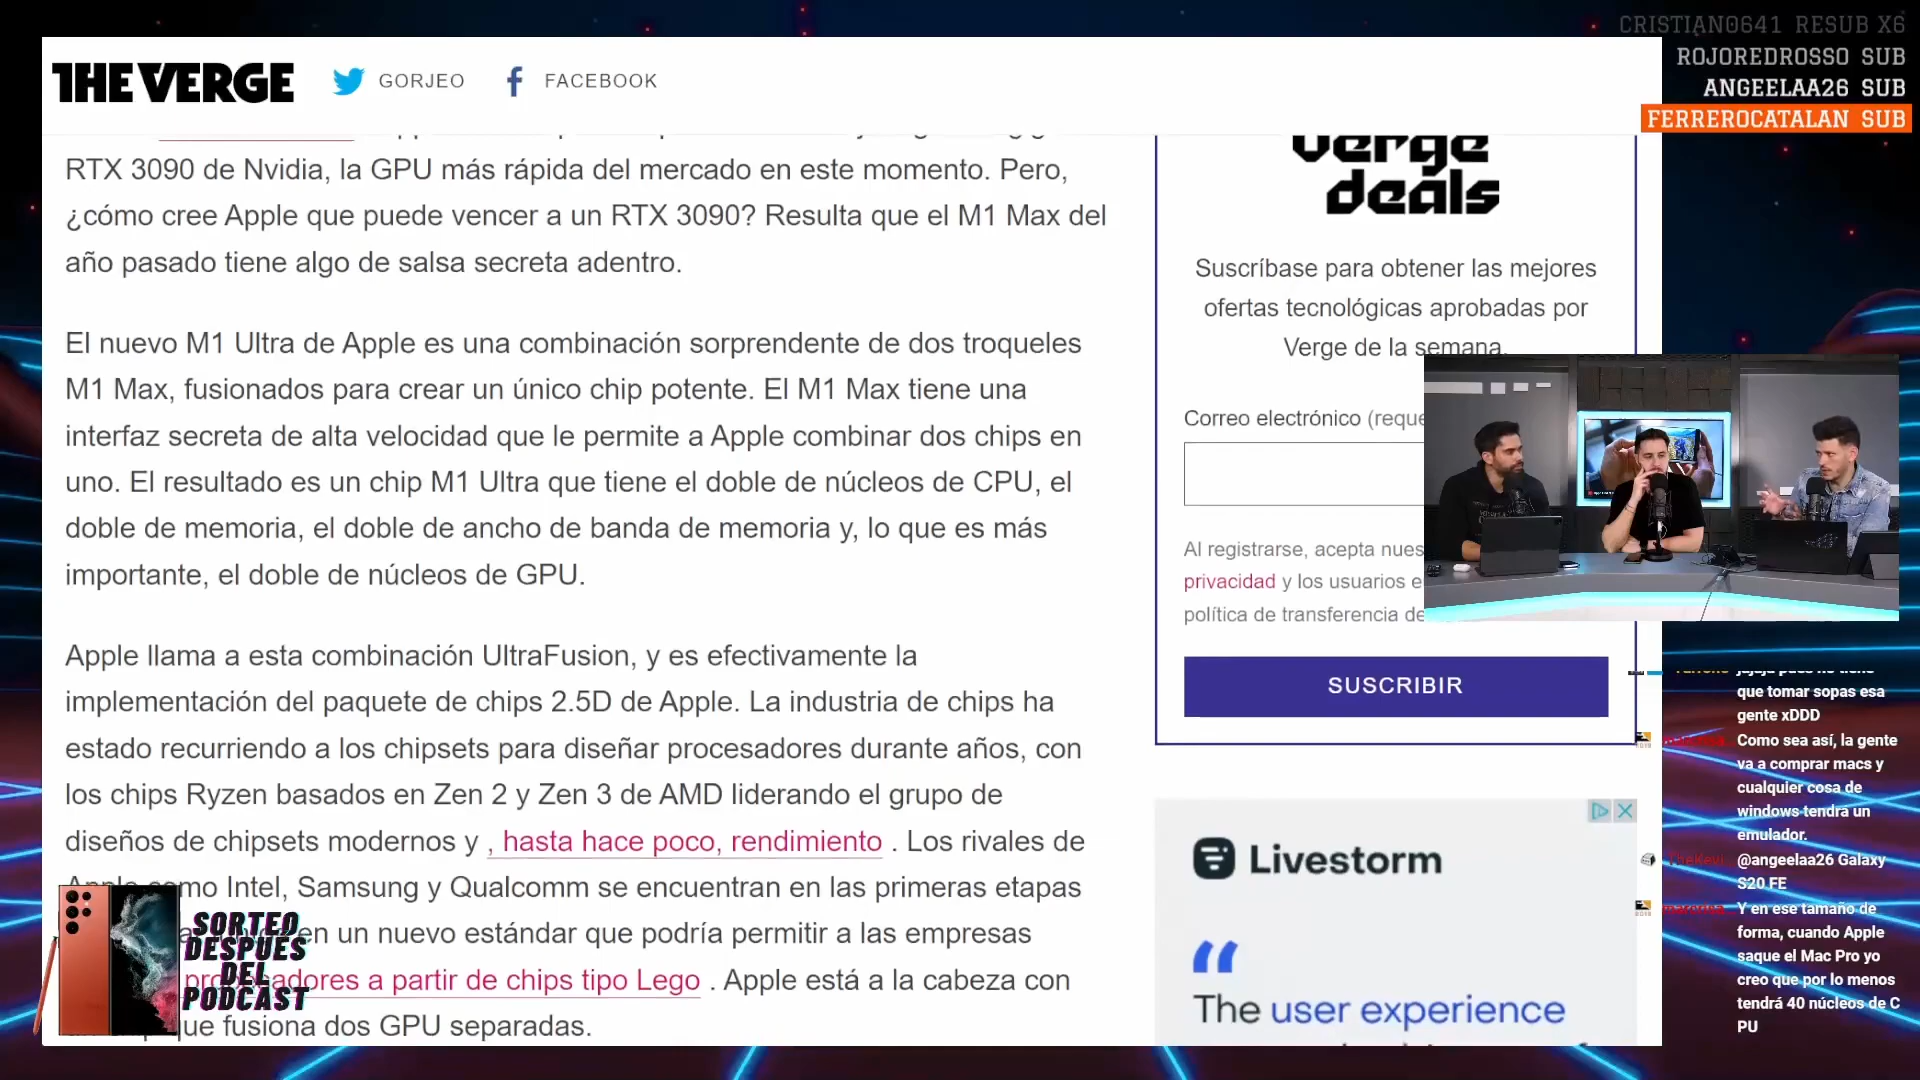 CRISTIAN0641 RESUB X6
ROJOREDROSSO SUB
ANGEELAA26 SUB
FERREROCATALAN SUB
THE VERGE
GORJEO
FACEBOOK
RTX 3090 de Nvidia, la GPU más rápida del mercado en este momento. Pero,
¿cómo cree Apple que puede vencer a un RTX 3090? Resulta que el M1 Max del
año pasado tiene algo de salsa secreta adentro.
El nuevo M1 Ultra de Apple es una combinación sorprendente de dos troqueles
M1 Max, fusionados para crear un único chip potente. El M1 Max tiene una
interfaz secreta de alta velocidad que le permite a Apple combinar dos chips en
uno. El resultado es un chip M1 Ultra que tiene el doble de núcleos de CPU, el
doble de memoria, el doble de ancho de banda de memoria y, lo que es más
importante, el doble de núcleos de GPU.
Apple llama a esta combinación UltraFusion, y es efectivamente la
implementación del paquete de chips 2.5D de Apple. La industria de chips ha
estado recurriendo a los chipsets para diseñar procesadores durante años, con
los chips Ryzen basados en Zen 2 y Zen 3 de AMD liderando el grupo de
diseños de chipsets modernos y , hasta hace poco, rendimiento . Los rivales de
Apple como Intel, Samsung y Qualcomm se encuentran en las primeras etapas
en un nuevo estándar que podría permitir a las empresas
procesadores a partir de chips tipo Lego . Apple está a la cabeza con
que fusiona dos GPU separadas.
SORTEO
DESPUÉS
DEL
PODCAST
verge
deals
Suscríbase para obtener las mejores
ofertas tecnológicas aprobadas por
Verge de la semana.
Correo electrónico (reque
Al registrarse, acepta nues
privacidad y los usuarios e
política de transferencia de
SUSCRIBIR
Livestorm
“
The user experience
que tomar sopas esa
gente xDDD
Como sea así, la gente
va a comprar macs y
cualquier cosa de
windows tendrá un
emulador.
TheKevi @angeelaa26 Galaxy
S20 FE
Y en ese tamaño de
forma, cuando Apple
saque el Mac Pro yo
creo que por lo menos
tendrá 40 núcleos de C
PU